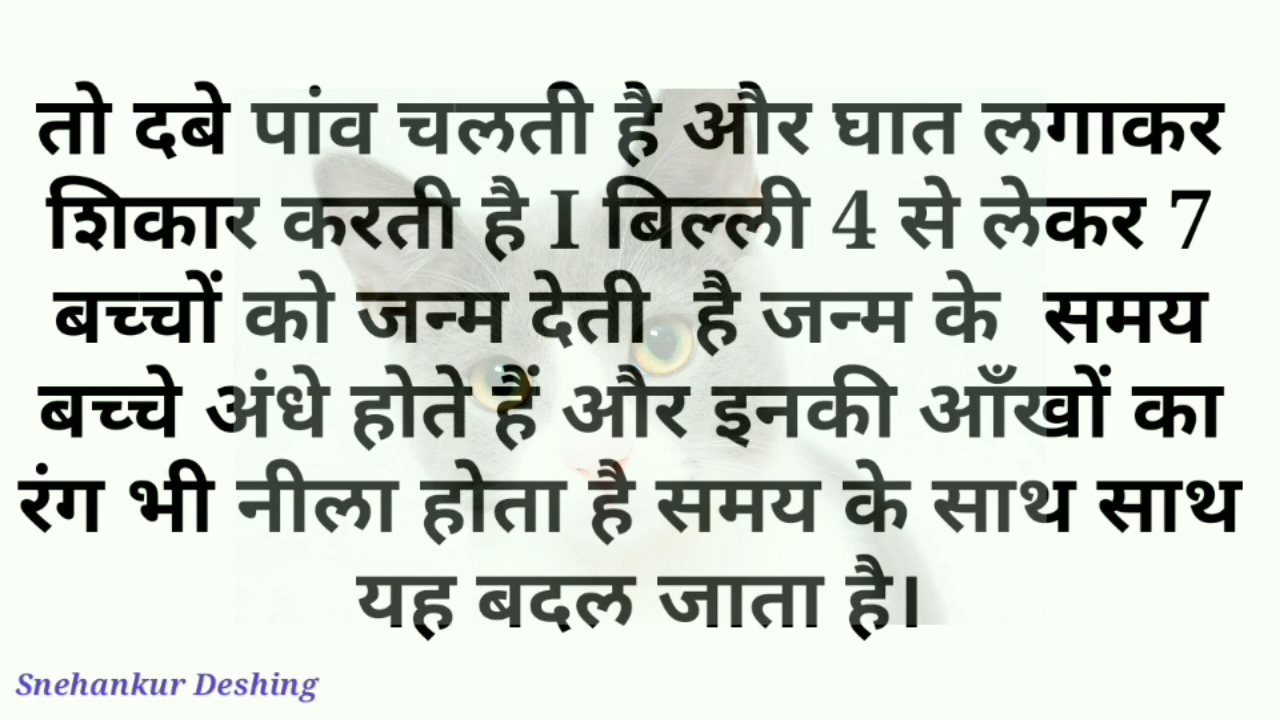 तो दबे पांव चलती है और घात लगाकर
शिकार करती है I बिल्ली 4 से लेकर 7
बच्चों को जन्म देती है जन्म के समय
बच्चे अंधे होते हैं और इनकी आँखों का
रंग भी नीला होता है समय के साथ साथ
यह बदल जाता है।
Snehankur Deshing